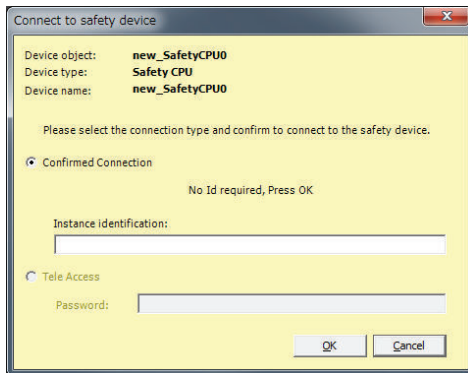 Connect to safety device
Device object: new_SafetyCPU0
Device type: Safety CPU
Device name: new_SafetyCPU0
Please select the connection type and confirm to connect to the safety device.
Confirmed Connection
No Id required, Press OK
Instance identification:
Tele Access
Password:
OK Cancel